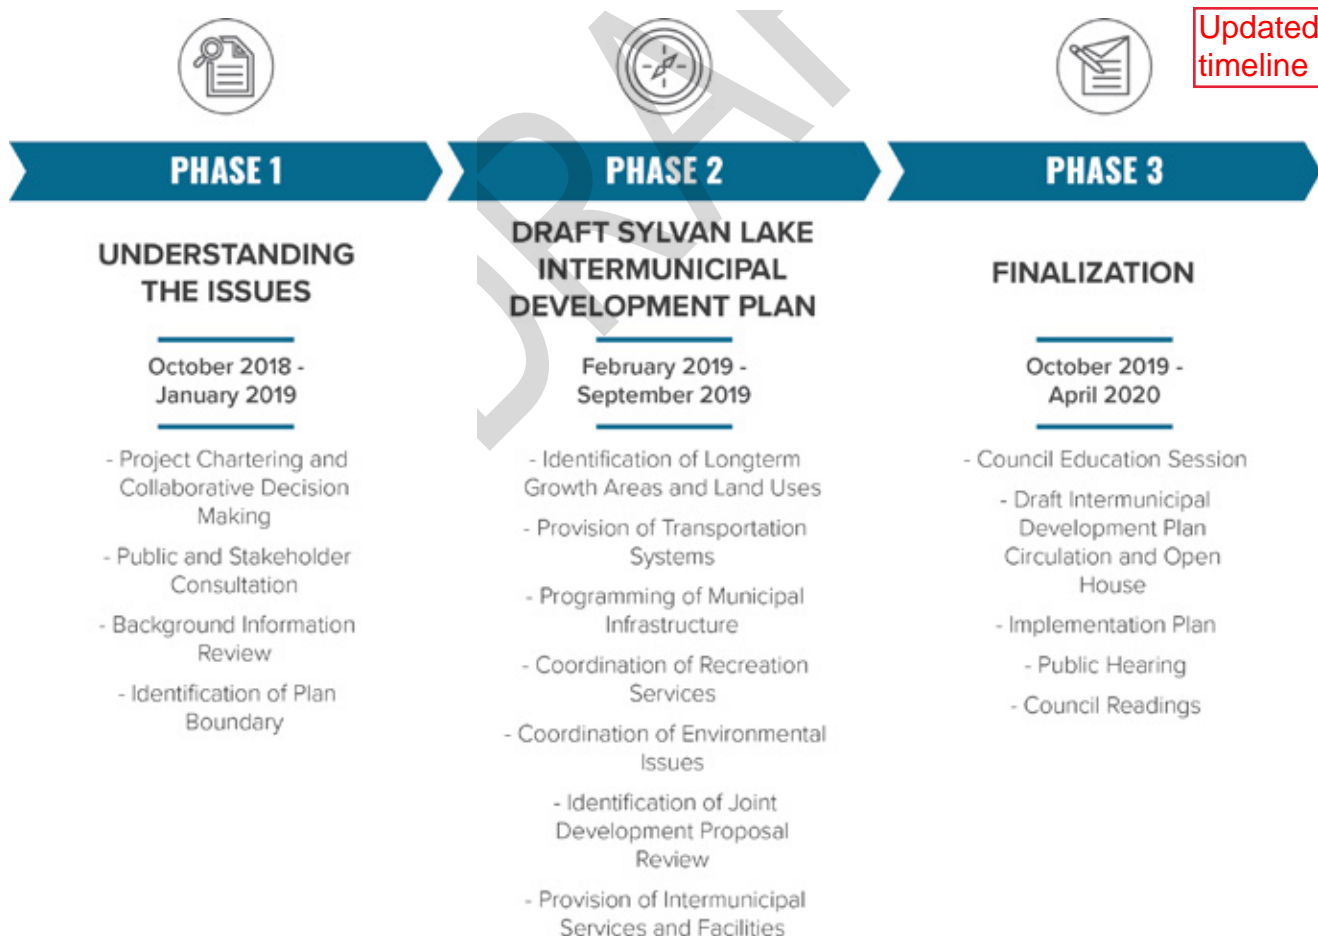 Updated
timeline
PHASE 1
UNDERSTANDING
THE ISSUES
October 2018 -
January 2019
- Project Chartering and
Collaborative Decision
Making
- Public and Stakeholder
Consultation
- Background Information
Review
- Identification of Plan
Boundary
PHASE 2
DRAFT SYLVAN LAKE
INTERMUNICIPAL
DEVELOPMENT PLAN
February 2019 -
September 2019
- Identification of Longterm
Growth Areas and Land Uses
- Provision of Transportation
Systems
- Programming of Municipal
Infrastructure
- Coordination of Recreation
Services
- Coordination of Environmental
Issues
- Identification of Joint
Development Proposal
Review
- Provision of Intermunicipal
Services and Facilities
PHASE 3
FINALIZATION
October 2019 -
April 2020
- Council Education Session
- Draft Intermunicipal
Development Plan
Circulation and Open
House
- Implementation Plan
- Public Hearing
- Council Readings